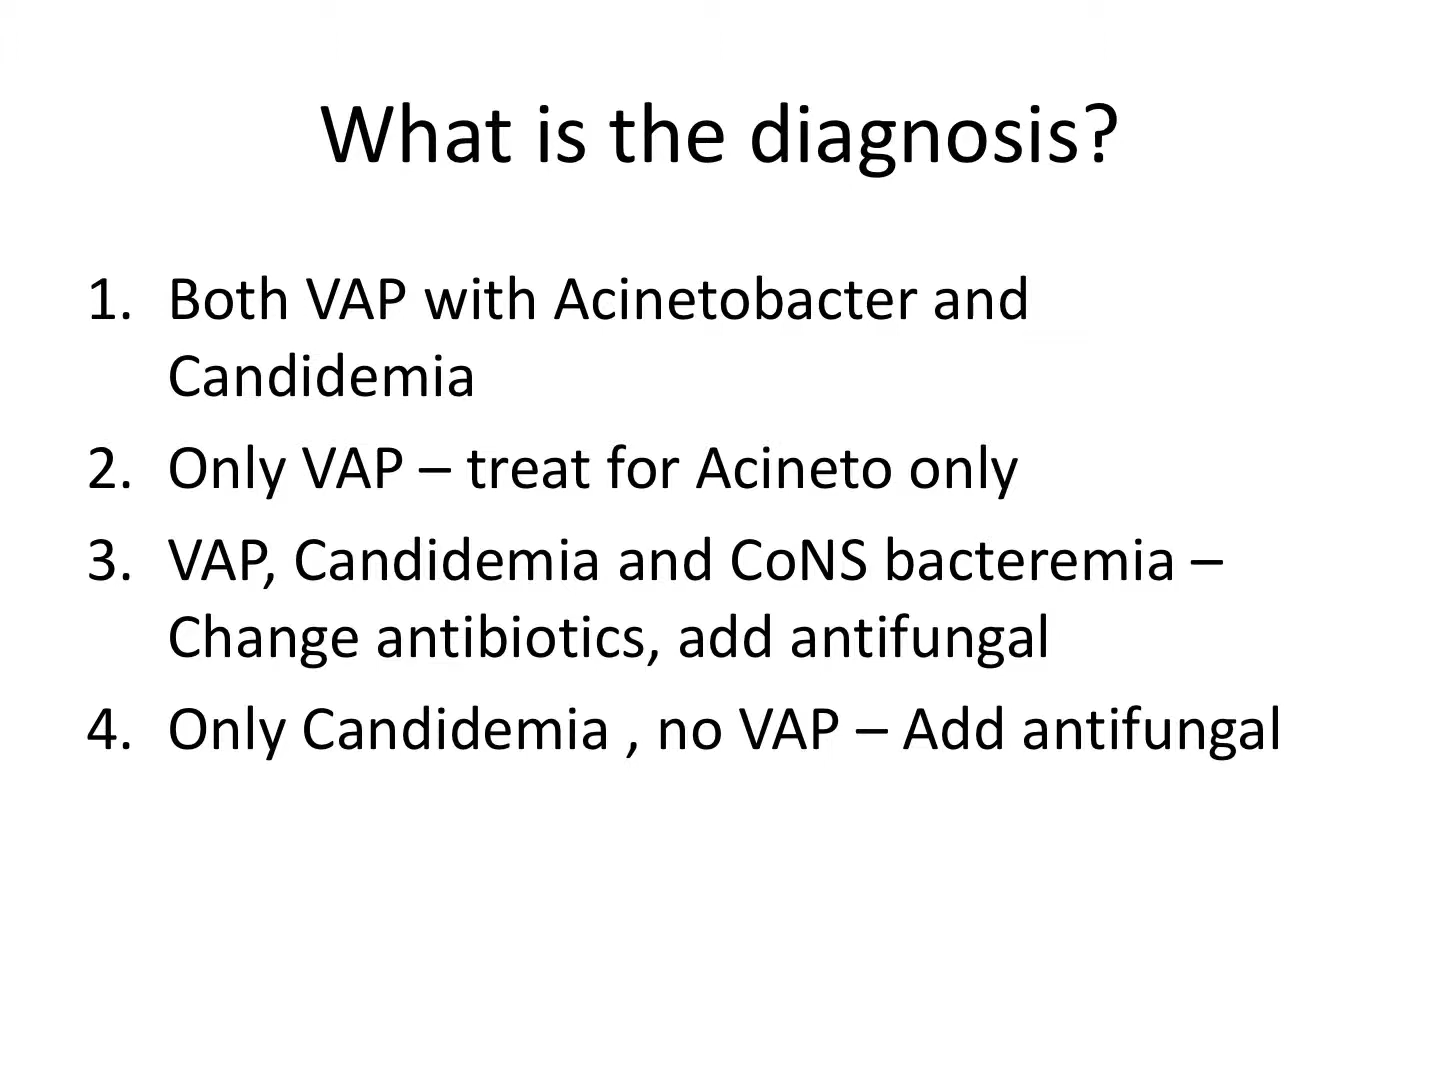 What is the diagnosis?
1. Both VAP with Acinetobacter and
Candidemia
2. Only VAP – treat for Acineto only
3. VAP, Candidemia and CoNS bacteremia –
Change antibiotics, add antifungal
4. Only Candidemia , no VAP – Add antifungal